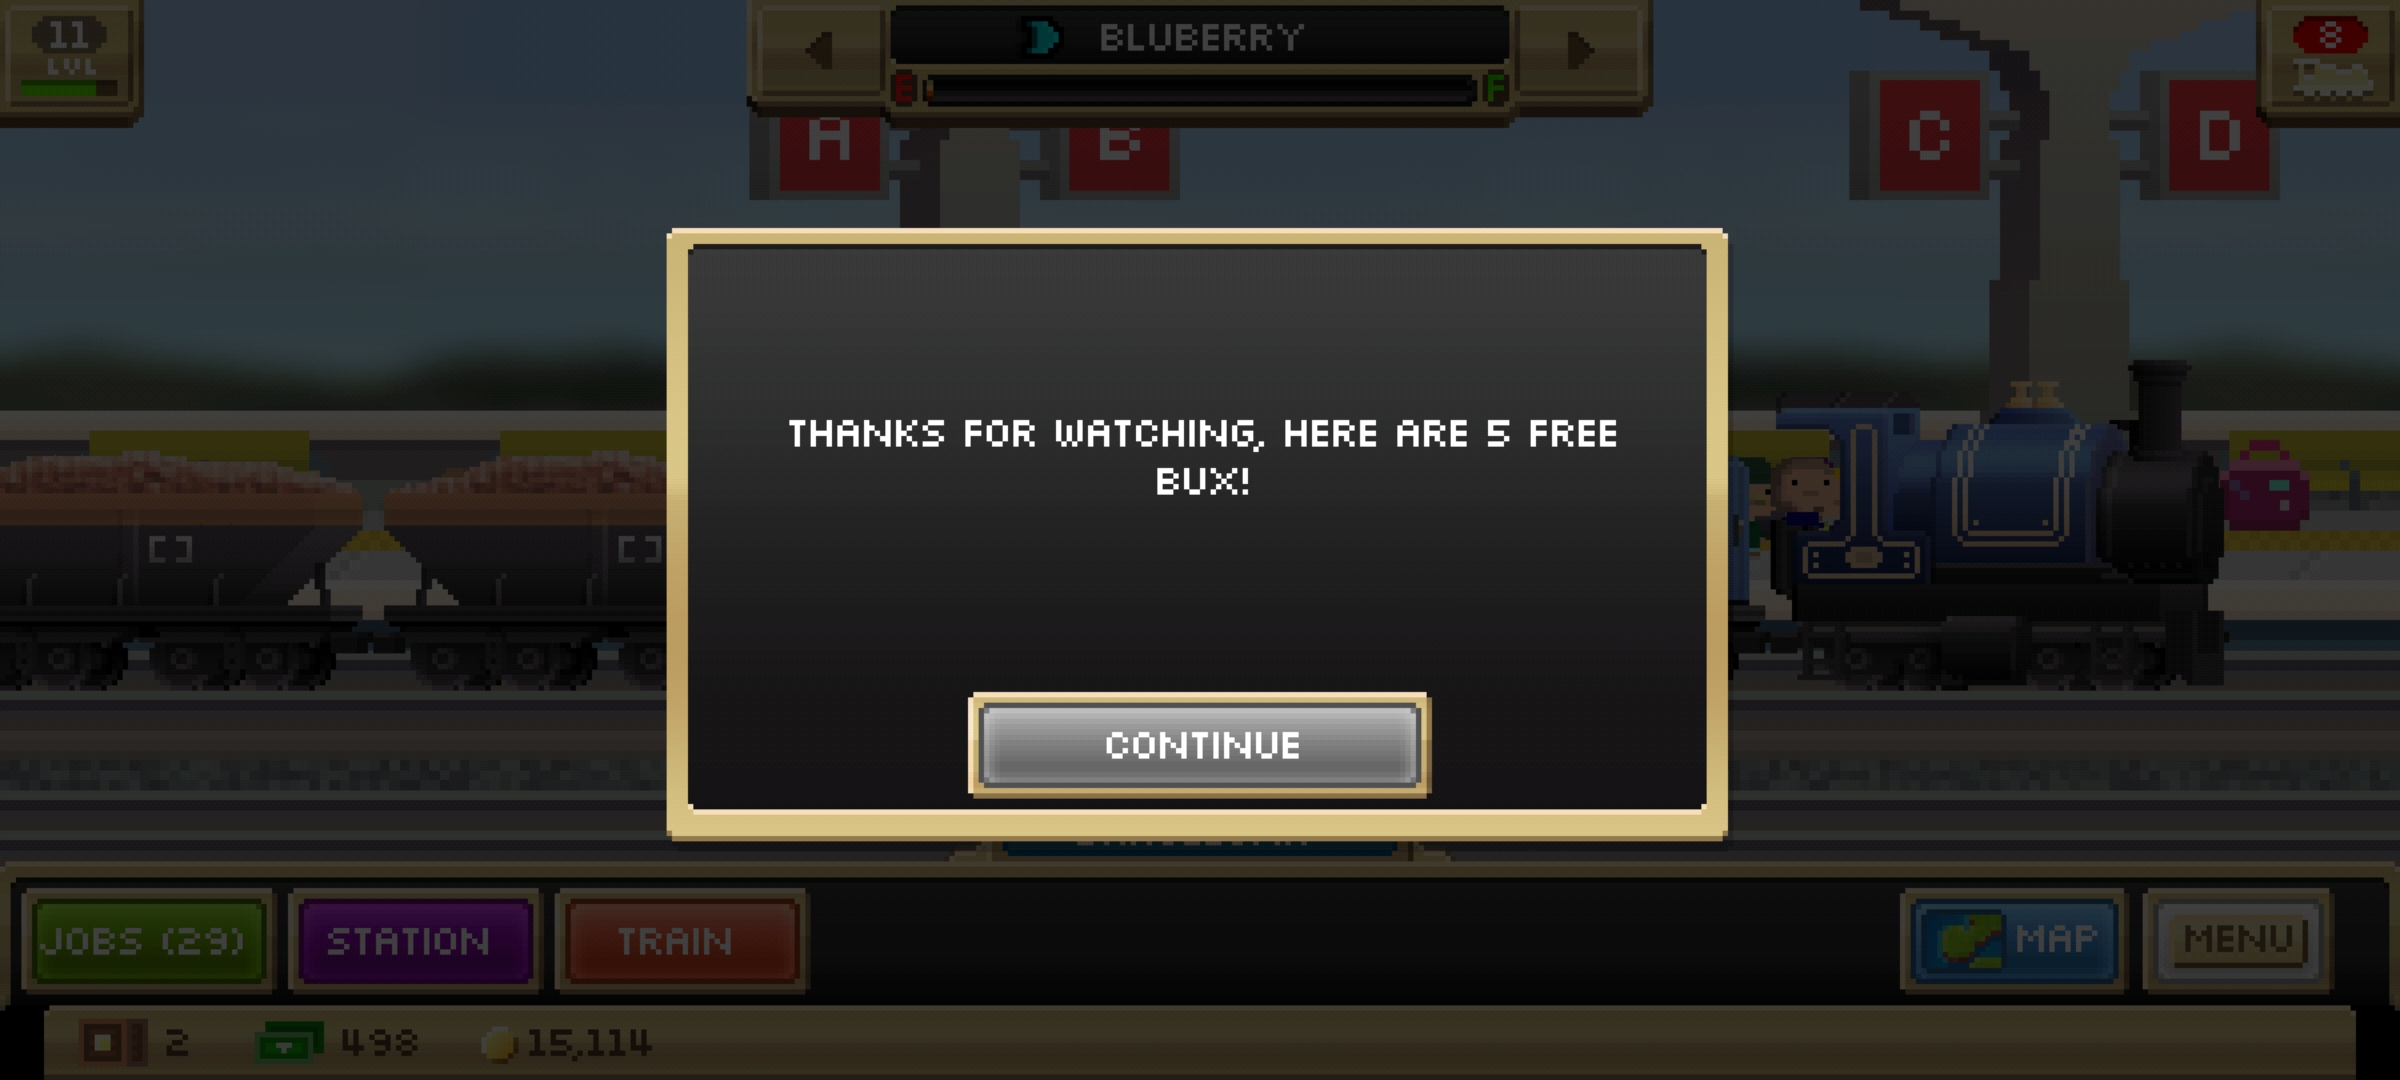 11
LVL
BLUBERRY
E F
8
A B C D
THANKS FOR WATCHING, HERE ARE 5 FREE
BUX!
CONTINUE
JOBS (29) STATION TRAIN MAP MENU
2 498 15,114